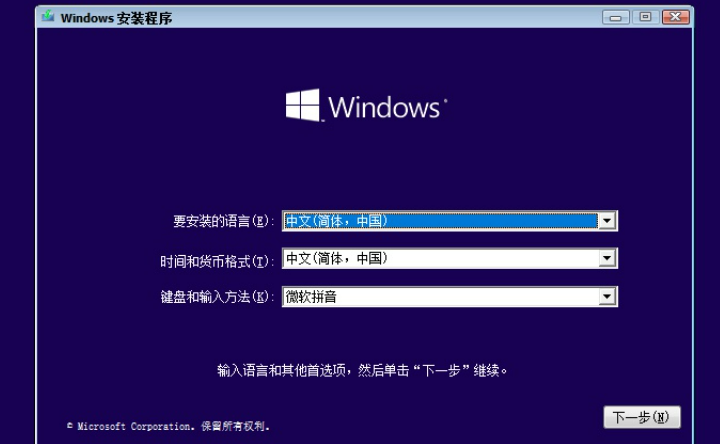 Windows 安装程序
Windows
要安装的语言(E): 中文(简体，中国)
时间和货币格式(T): 中文(简体，中国)
键盘和输入方法(K): 微软拼音
输入语言和其他首选项，然后单击“下一步”继续。
© Microsoft Corporation. 保留所有权利.
下一步(N)